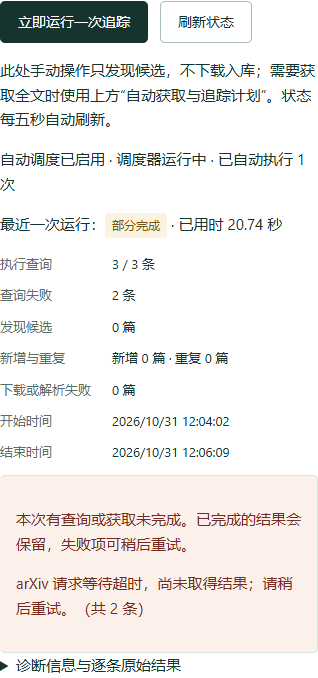 立即运行一次追踪 刷新状态
此处手动操作只发现候选，不下载入库；需要获
取全文时使用上方“自动获取与追踪计划”。状态
每五秒自动刷新。
自动调度已启用 · 调度器运行中 · 已自动执行 1
次
最近一次运行： 部分完成 · 已用时 20.74 秒
执行查询 3 / 3 条
查询失败 2 条
发现候选 0 篇
新增与重复 新增 0 篇 · 重复 0 篇
下载或解析失败 0 篇
开始时间 2026/10/31 12:04:02
结束时间 2026/10/31 12:06:09
本次有查询或获取未完成。已完成的结果会
保留，失败项可稍后重试。
arXiv 请求等待超时，尚未取得结果；请稍
后重试。（共 2 条）
诊断信息与逐条原始结果